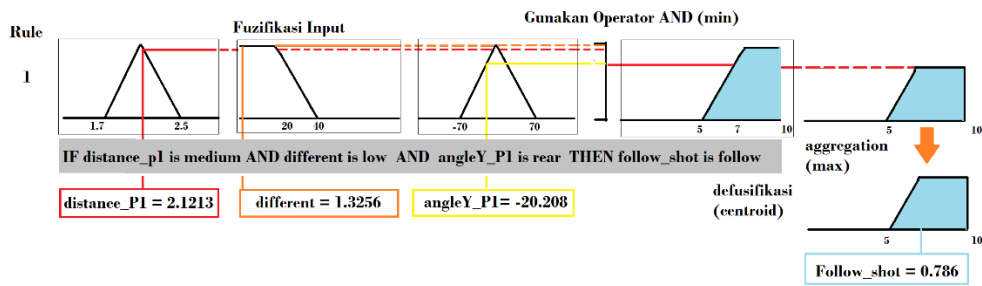 Rule
Fuzifikasi Input
Gunakan Operator AND (min)
1
1.7 2.5
20 40
-70 70
5 7 10
5 10
IF distance_p1 is medium AND different is low AND angleY_P1 is rear THEN follow_shot is follow
aggregation
(max)
distance_P1 = 2.1213
different = 1.3256
angleY_P1= -20.208
defusifikasi
(centroid)
5 10
Follow_shot = 0.786